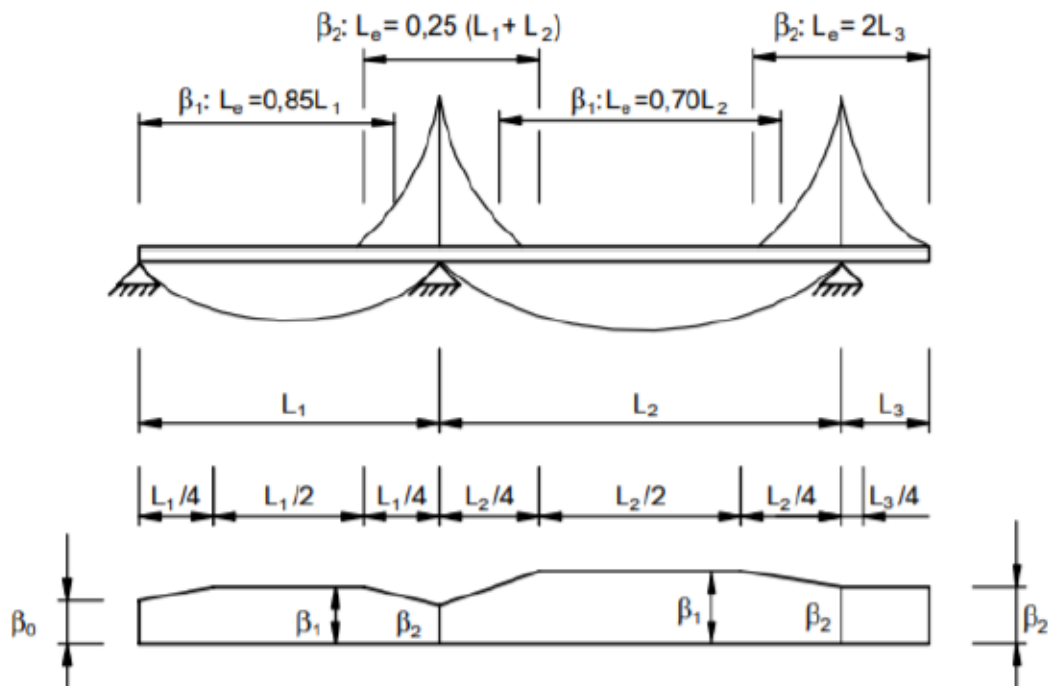 β₂: Lₑ = 0,25 (L₁ + L₂)
β₂: Lₑ = 2L₃
β₁: Lₑ =0,85L₁
β₁:Lₑ=0,70L₂
L₁
L₂
L₃
L₁/4
L₁/2
L₁/4
L₂/4
L₂/2
L₂/4
L₃/4
β₀
β₁
β₂
β₁
β₂
β₂